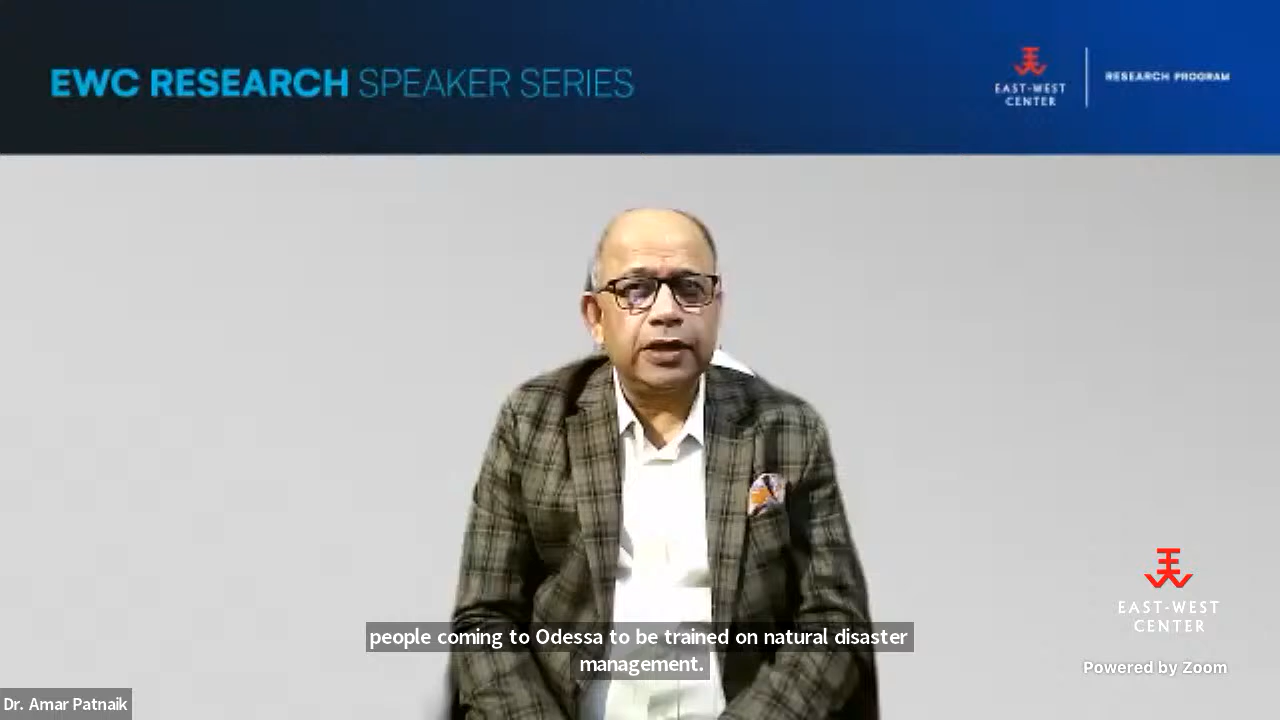 EWC RESEARCH SPEAKER SERIES
EAST-WEST
CENTER
RESEARCH PROGRAM
people coming to Odessa to be trained on natural disaster
management.
EAST-WEST
CENTER
Powered by Zoom
Dr. Amar Patnaik